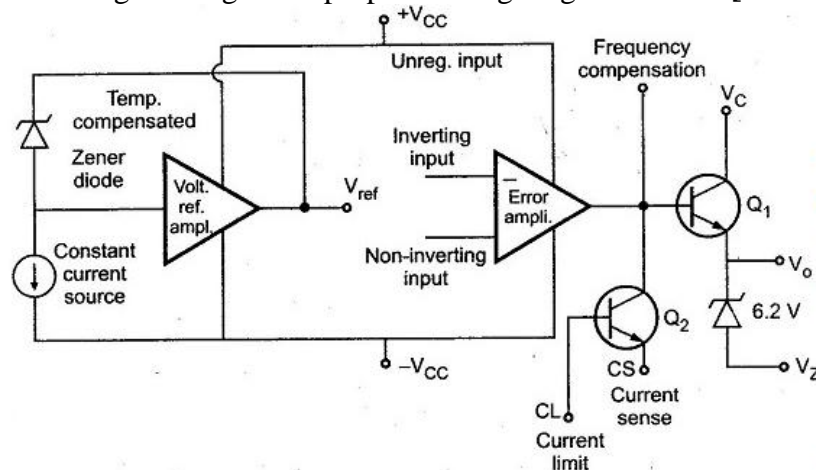 +VCC
Unreg. input
Frequency
compensation
VC
Temp.
compensated
Zener
diode
Inverting
input
Volt.
ref.
ampl.
Vref
−
Error
ampli.
Q1
Constant
current
source
Non-inverting
input
Vo
Q2
6.2 V
−VCC
CS
Current
sense
VZ
CL
Current
limit